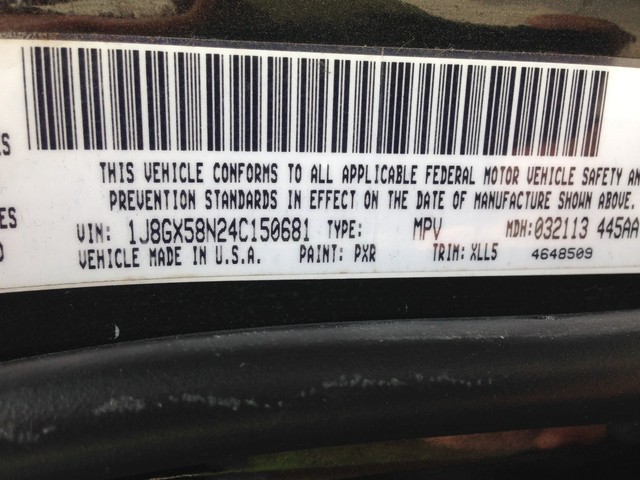 THIS VEHICLE CONFORMS TO ALL APPLICABLE FEDERAL MOTOR VEHICLE SAFETY
PREVENTION STANDARDS IN EFFECT ON THE DATE OF MANUFACTURE SHOWN ABOVE.
VIN: 1J8GX58N24C150681 TYPE: MPV MDH:032113 445AA
VEHICLE MADE IN U.S.A. PAINT: PXR TRIM: XLL5 4648509